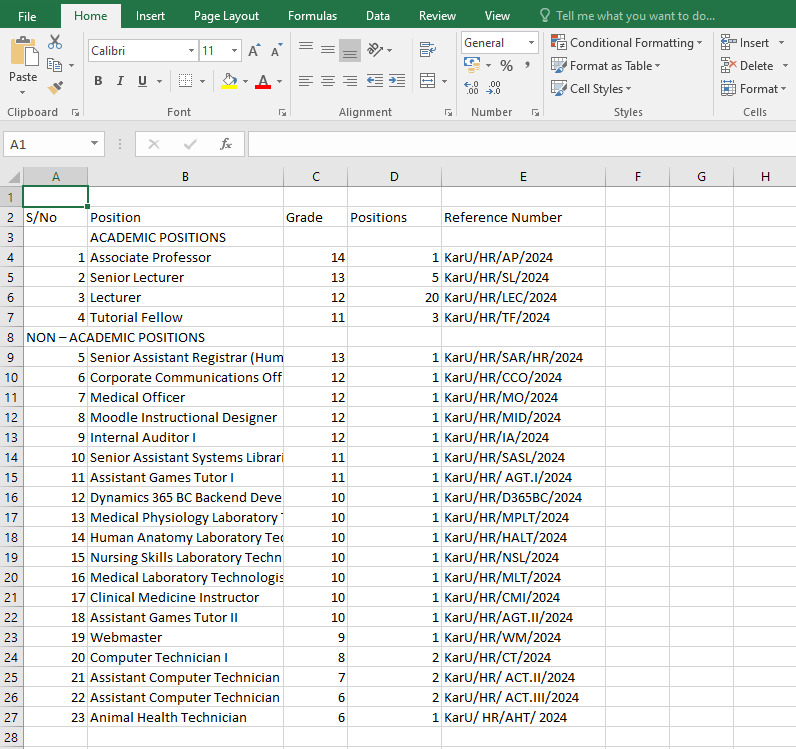 File Home Insert Page Layout Formulas Data Review View Tell me what you want to do...
Calibri 11 General Conditional Formatting Insert
Paste B I U A % , Format as Table Delete
Cell Styles Format
Clipboard Font Alignment Number Styles Cells
A1 fx
A B C D E F G H
1
2 S/No Position Grade Positions Reference Number
3 ACADEMIC POSITIONS
4 1 Associate Professor 14 1 KarU/HR/AP/2024
5 2 Senior Lecturer 13 5 KarU/HR/SL/2024
6 3 Lecturer 12 20 KarU/HR/LEC/2024
7 4 Tutorial Fellow 11 3 KarU/HR/TF/2024
8 NON – ACADEMIC POSITIONS
9 5 Senior Assistant Registrar (Hum 13 1 KarU/HR/SAR/HR/2024
10 6 Corporate Communications Off 12 1 KarU/HR/CCO/2024
11 7 Medical Officer 12 1 KarU/HR/MO/2024
12 8 Moodle Instructional Designer 12 1 KarU/HR/MID/2024
13 9 Internal Auditor I 12 1 KarU/HR/IA/2024
14 10 Senior Assistant Systems Librari 11 1 KarU/HR/SASL/2024
15 11 Assistant Games Tutor I 11 1 KarU/HR/ AGT.I/2024
16 12 Dynamics 365 BC Backend Deve 10 1 KarU/HR/D365BC/2024
17 13 Medical Physiology Laboratory 10 1 KarU/HR/MPLT/2024
18 14 Human Anatomy Laboratory Tec 10 1 KarU/HR/HALT/2024
19 15 Nursing Skills Laboratory Techn 10 1 KarU/HR/NSL/2024
20 16 Medical Laboratory Technologis 10 1 KarU/HR/MLT/2024
21 17 Clinical Medicine Instructor 10 1 KarU/HR/CMI/2024
22 18 Assistant Games Tutor II 10 1 KarU/HR/AGT.II/2024
23 19 Webmaster 9 1 KarU/HR/WM/2024
24 20 Computer Technician I 8 2 KarU/HR/CT/2024
25 21 Assistant Computer Technician 7 2 KarU/HR/ ACT.II/2024
26 22 Assistant Computer Technician 6 2 KarU/HR/ ACT.III/2024
27 23 Animal Health Technician 6 1 KarU/ HR/AHT/ 2024
28